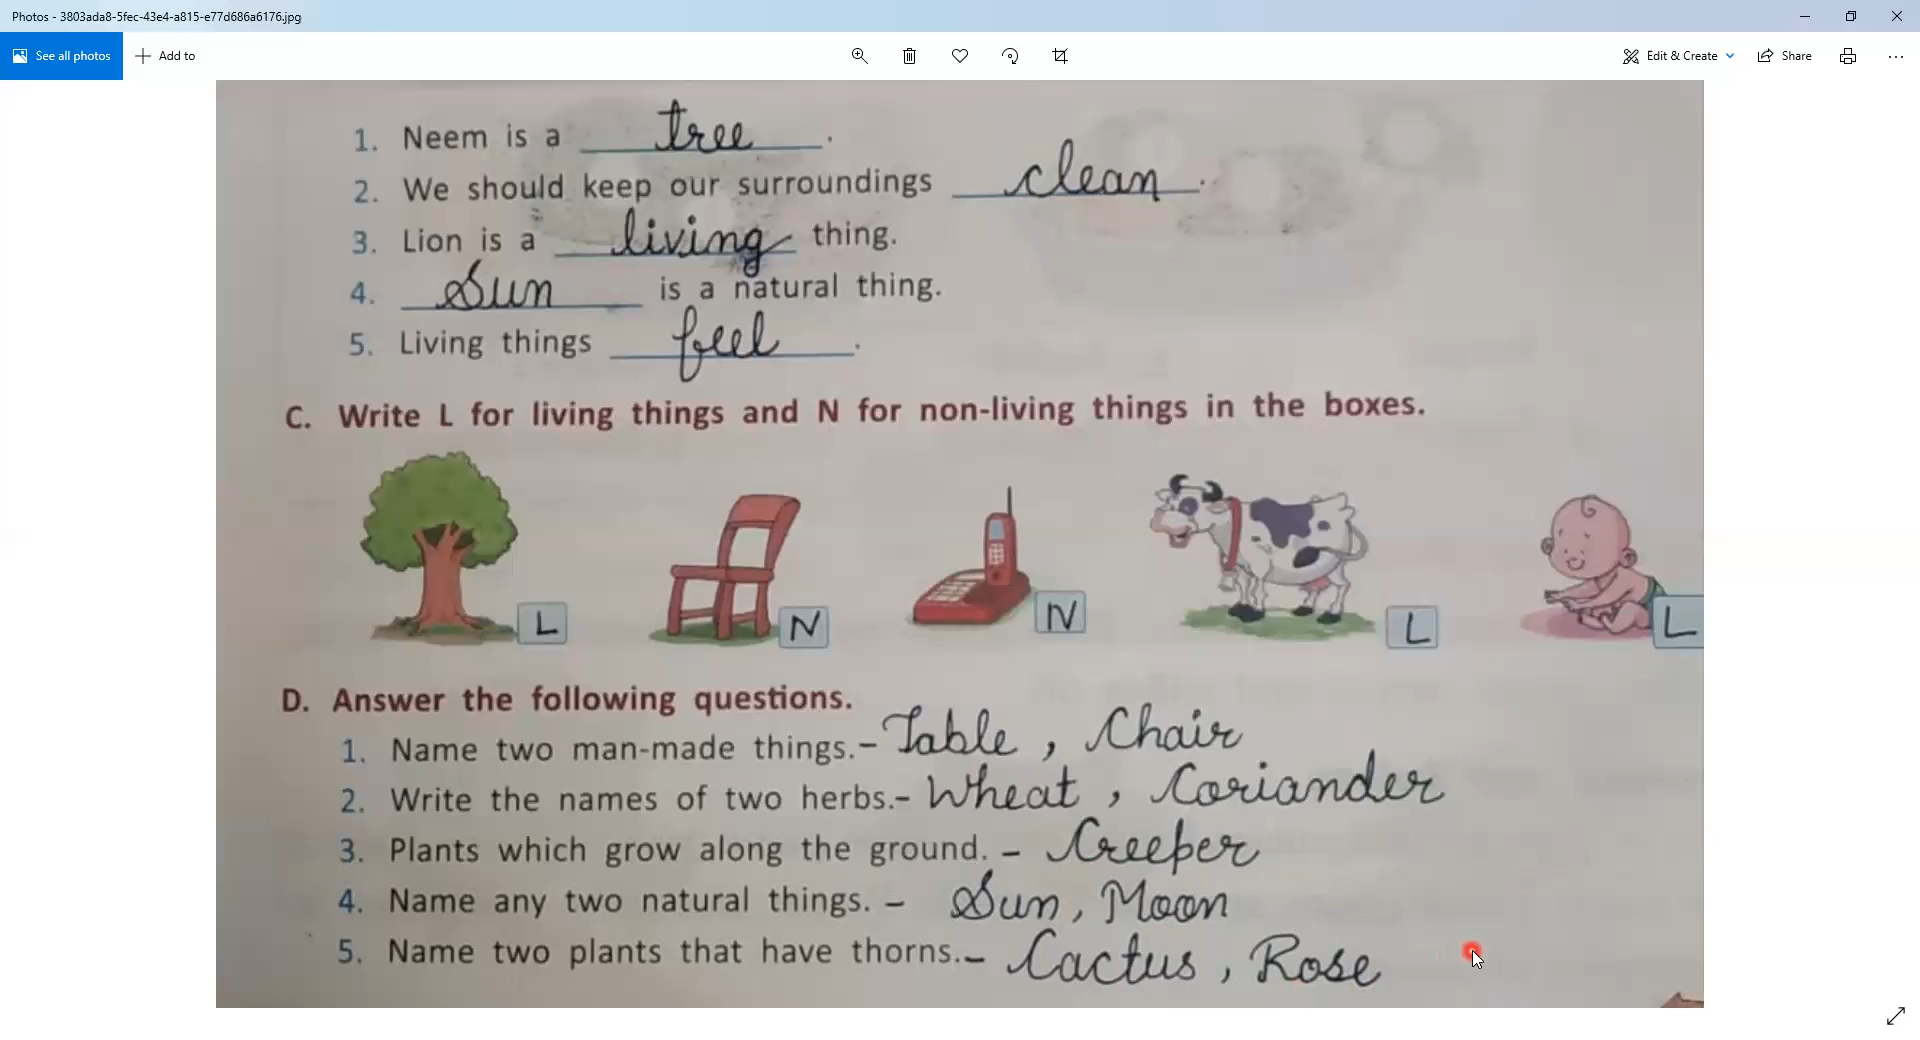 Photos - 3803ada8-5fec-43e4-a815-e77d686a6176.jpg
See all photos + Add to Edit & Create Share
1. Neem is a tree.
2. We should keep our surroundings clean.
3. Lion is a living thing.
4. Sun is a natural thing.
5. Living things feel.
C. Write L for living things and N for non-living things in the boxes.
L N N L L
D. Answer the following questions.
1. Name two man-made things.- Table, Chair
2. Write the names of two herbs.- Wheat, Coriander
3. Plants which grow along the ground. - Creeper
4. Name any two natural things. - Sun, Moon
5. Name two plants that have thorns.- Cactus, Rose